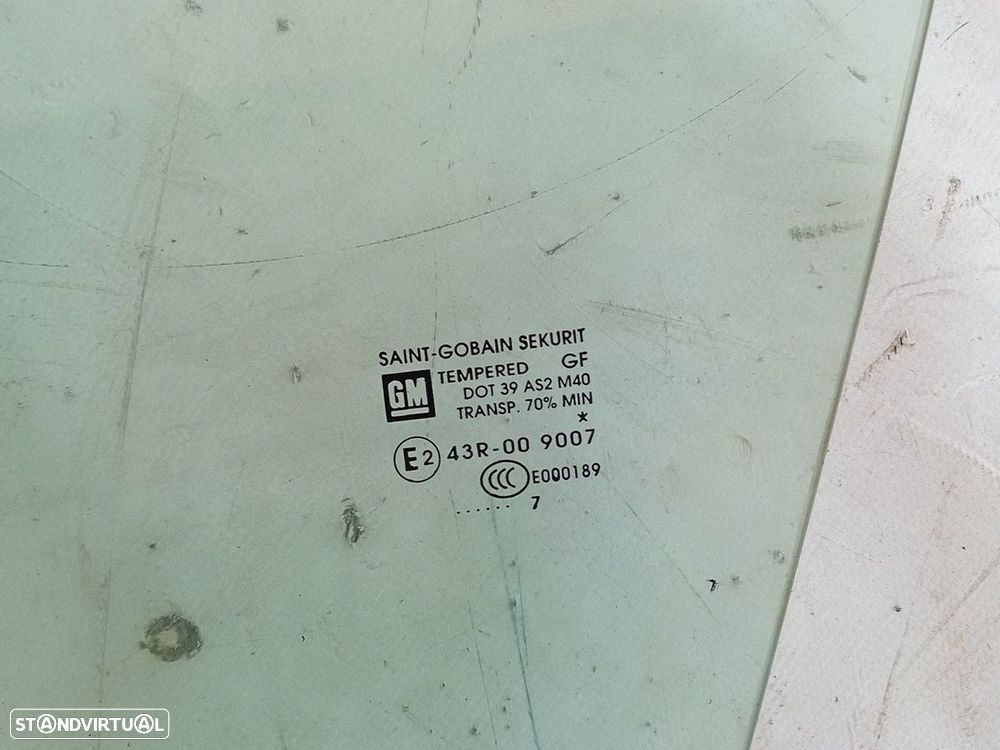 SAINT-GOBAIN SEKURIT
GM TEMPERED GF
DOT 39 AS2 M40
TRANSP. 70% MIN
*
E2 43R-00 9007
CCC E000189
...... 7
STANDVIRTUAL